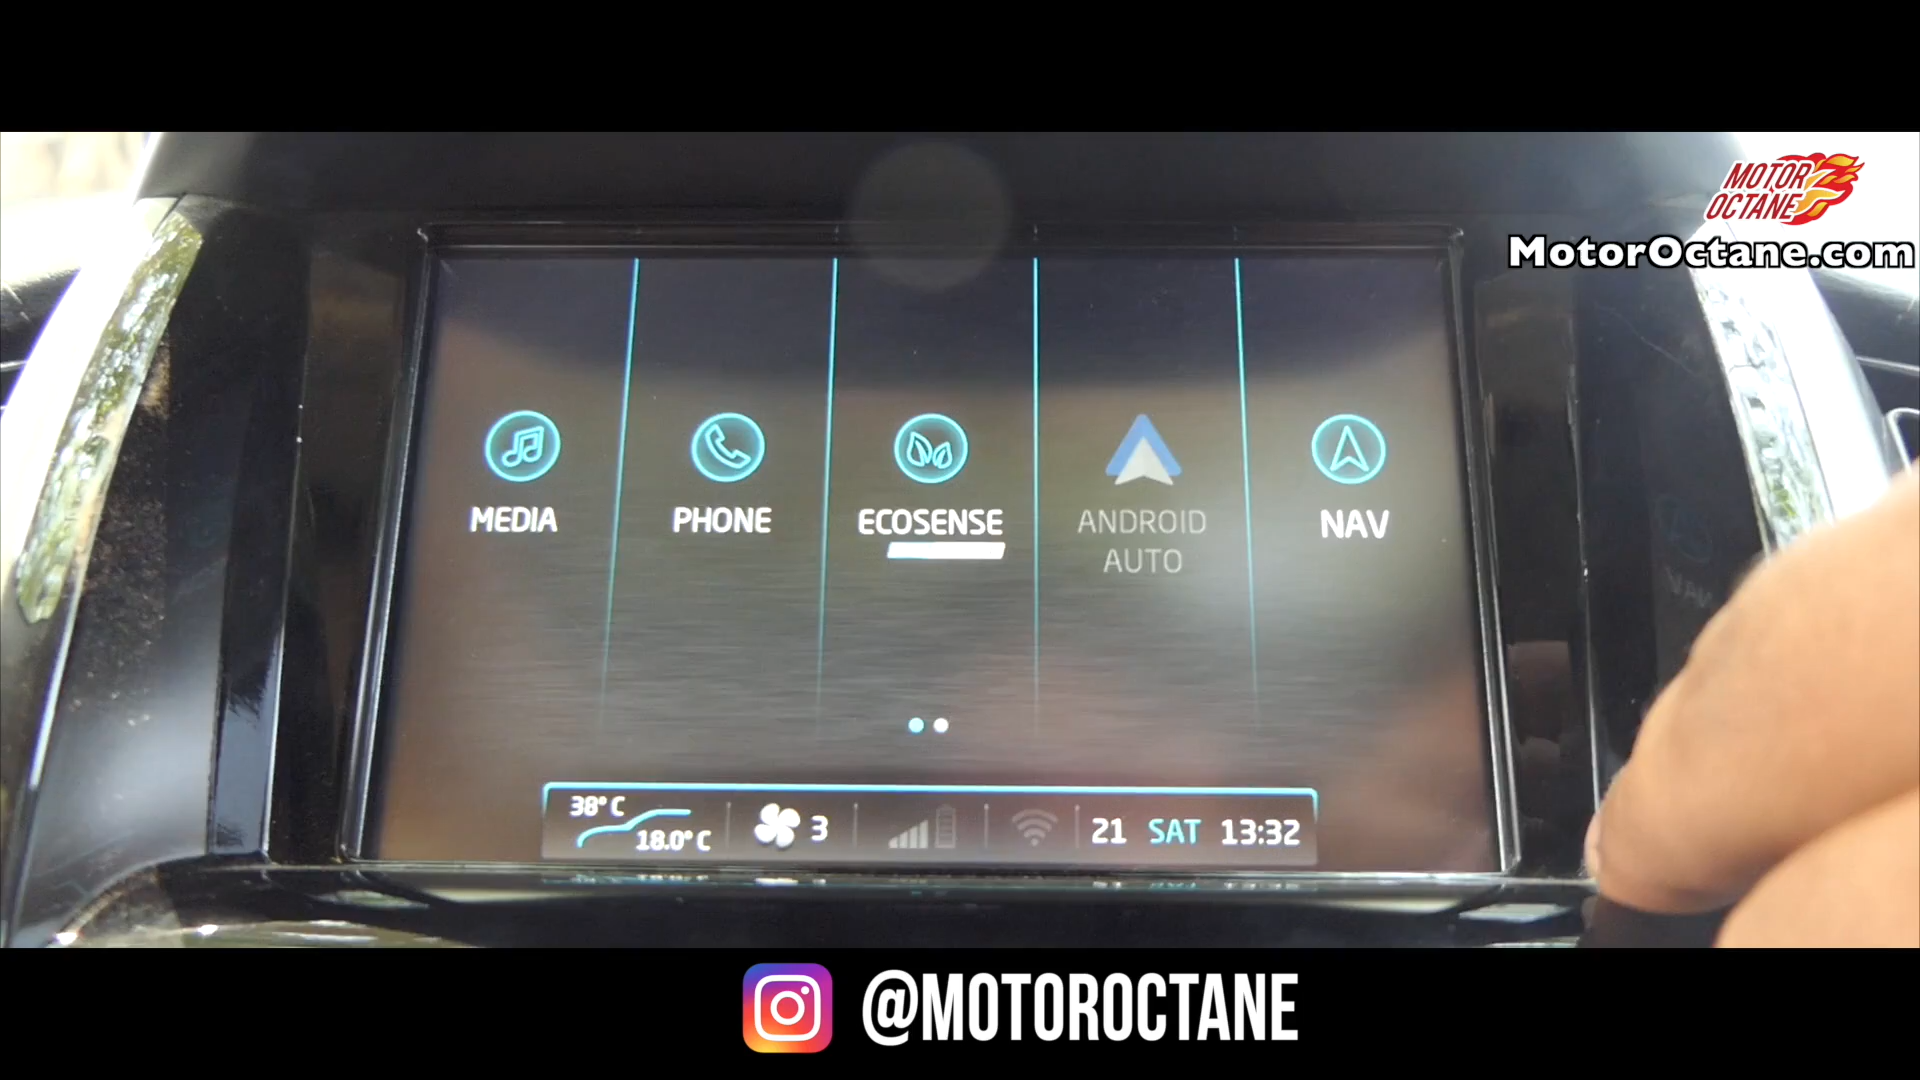 MOTOR
OCTANE
MotorOctane.com
MEDIA
PHONE
ECOSENSE
ANDROID
AUTO
NAV
38°C
18.0°C
3
21 SAT 13:32
@MOTOROCTANE